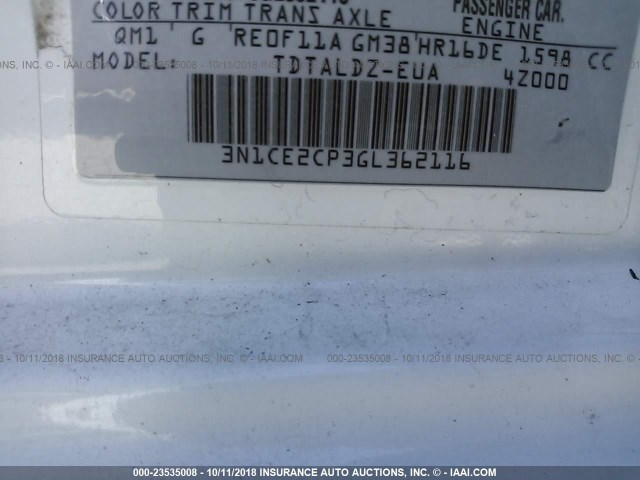 PASSENGER CAR.
COLOR TRIM TRANS AXLE ENGINE
QM1 G RE0F11A GM38 HR16DE 1598 CC
MODEL: TDTALDZ-EUA 4Z000
3N1CE2CP3GL362116
000-23535008 - 10/11/2018 INSURANCE AUTO AUCTIONS, INC. © - IAAI.COM
000-23535008 - 10/11/2018 INSURANCE AUTO AUCTIONS, INC. © - IAAI.COM